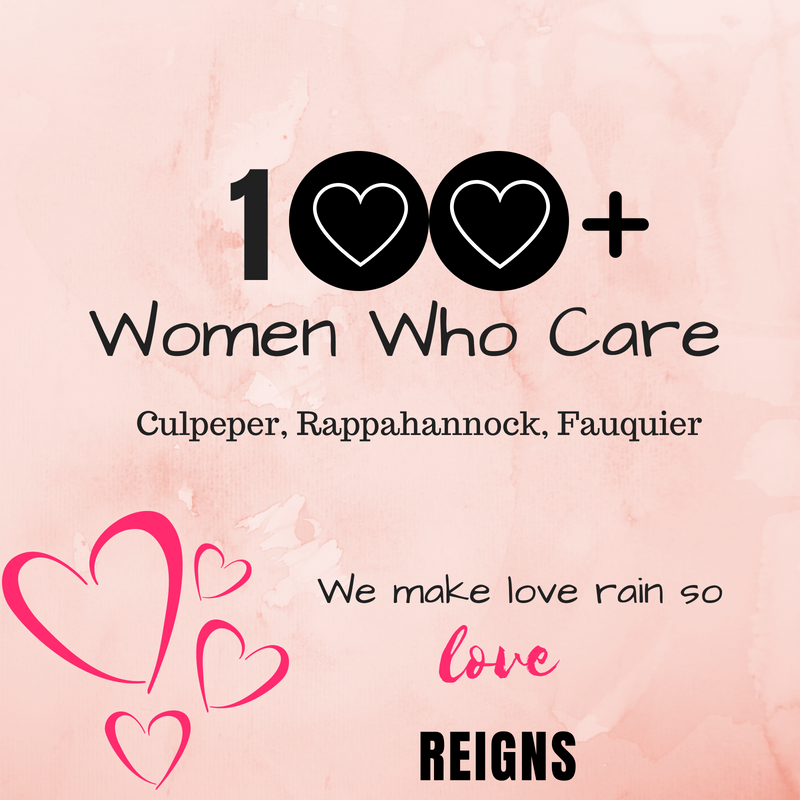 100+
Women Who Care
Culpeper, Rappahannock, Fauquier
We make love rain so
love
REIGNS